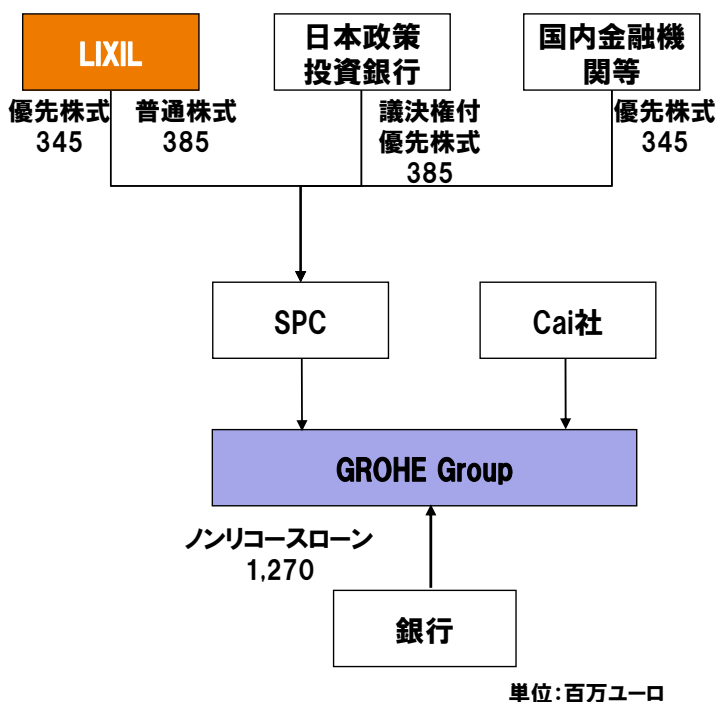 LIXIL
日本政策
投資銀行
国内金融機
関等
優先株式
345
普通株式
385
議決権付
優先株式
385
優先株式
345
SPC
Cai社
GROHE Group
ノンリコースローン
1,270
銀行
単位：百万ユーロ